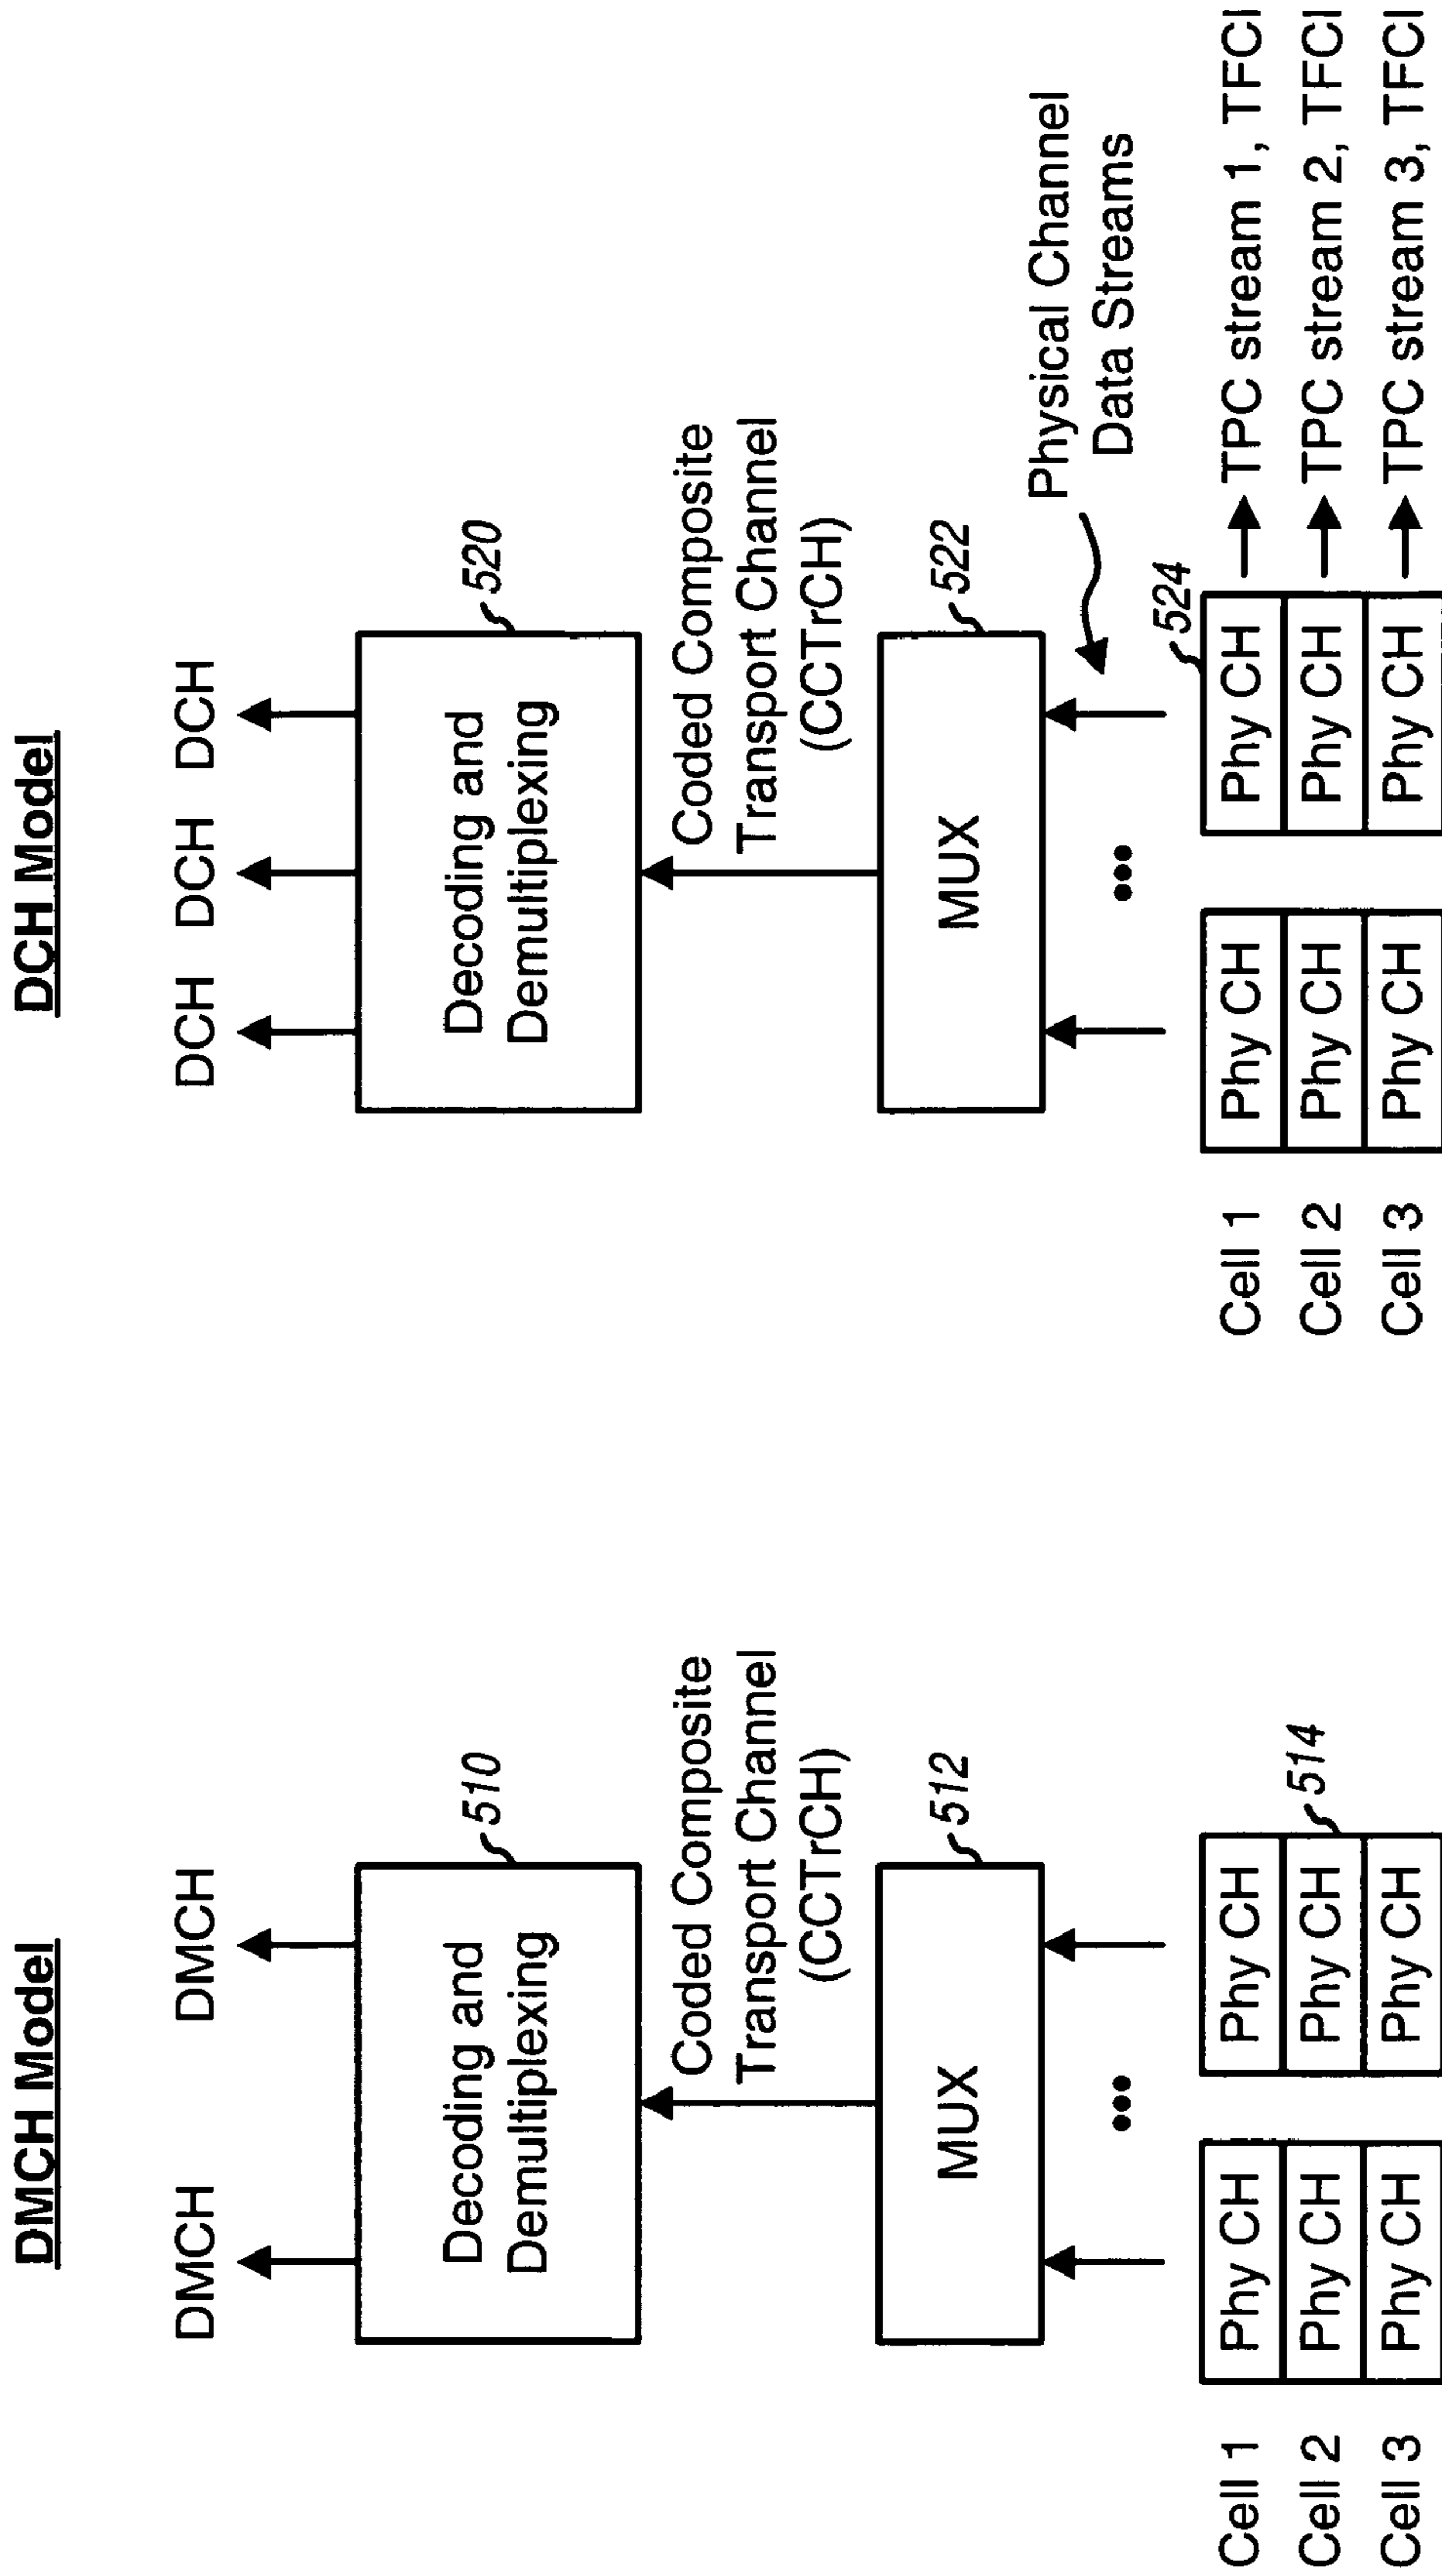 DMCH Model
DMCH DMCH
Decoding and
Demultiplexing
510
Coded Composite
Transport Channel
(CCTrCH)
MUX
512
Cell 1 Phy CH Phy CH
Cell 2 Phy CH Phy CH
Cell 3 Phy CH Phy CH
514
DCH Model
DCH DCH DCH
Decoding and
Demultiplexing
520
Coded Composite
Transport Channel
(CCTrCH)
MUX
522
Physical Channel
Data Streams
524
Cell 1 Phy CH Phy CH TPC stream 1, TFCI
Cell 2 Phy CH Phy CH TPC stream 2, TFCI
Cell 3 Phy CH Phy CH TPC stream 3, TFCI